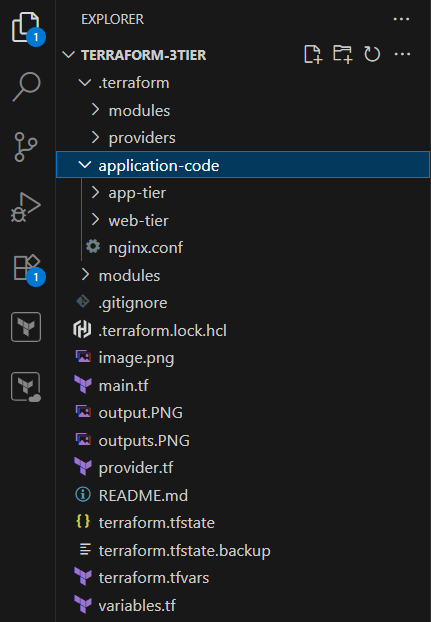 EXPLORER
TERRAFORM-3TIER
.terraform
modules
providers
application-code
app-tier
web-tier
nginx.conf
modules
.gitignore
.terraform.lock.hcl
image.png
main.tf
output.PNG
outputs.PNG
provider.tf
README.md
terraform.tfstate
terraform.tfstate.backup
terraform.tfvars
variables.tf
1
1